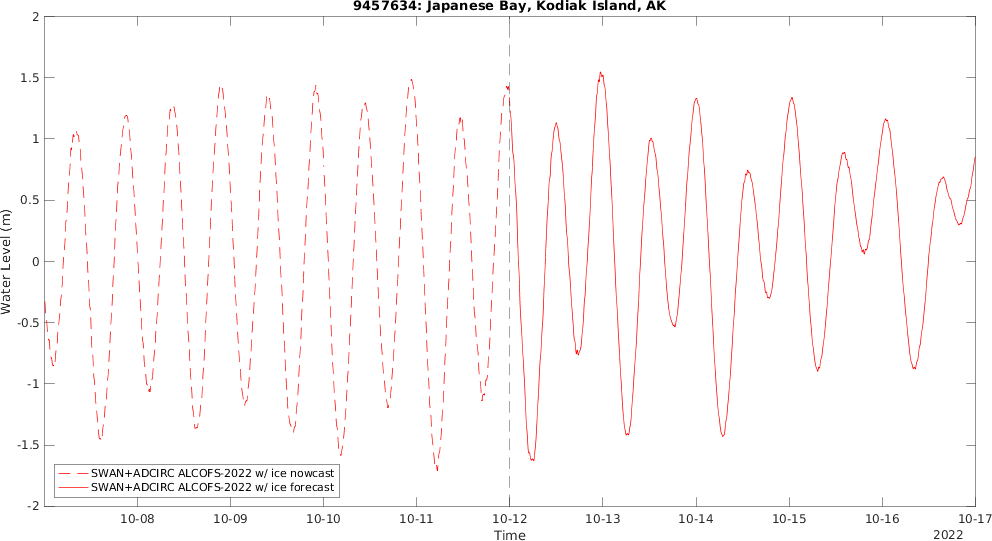 9457634: Japanese Bay, Kodiak Island, AK
2
1.5
1
0.5
0
-0.5
-1
-1.5
-2
Water Level (m)
SWAN+ADCIRC ALCOFS-2022 w/ ice nowcast
SWAN+ADCIRC ALCOFS-2022 w/ ice forecast
10-08 10-09 10-10 10-11 10-12 10-13 10-14 10-15 10-16 10-17
Time
2022